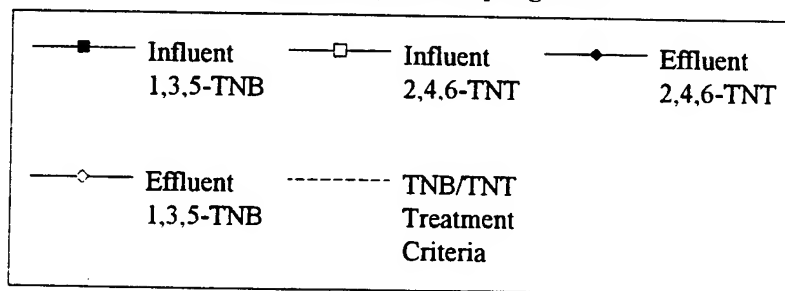 Influent 1,3,5-TNB
Influent 2,4,6-TNT
Effluent 2,4,6-TNT
Effluent 1,3,5-TNB
TNB/TNT Treatment Criteria